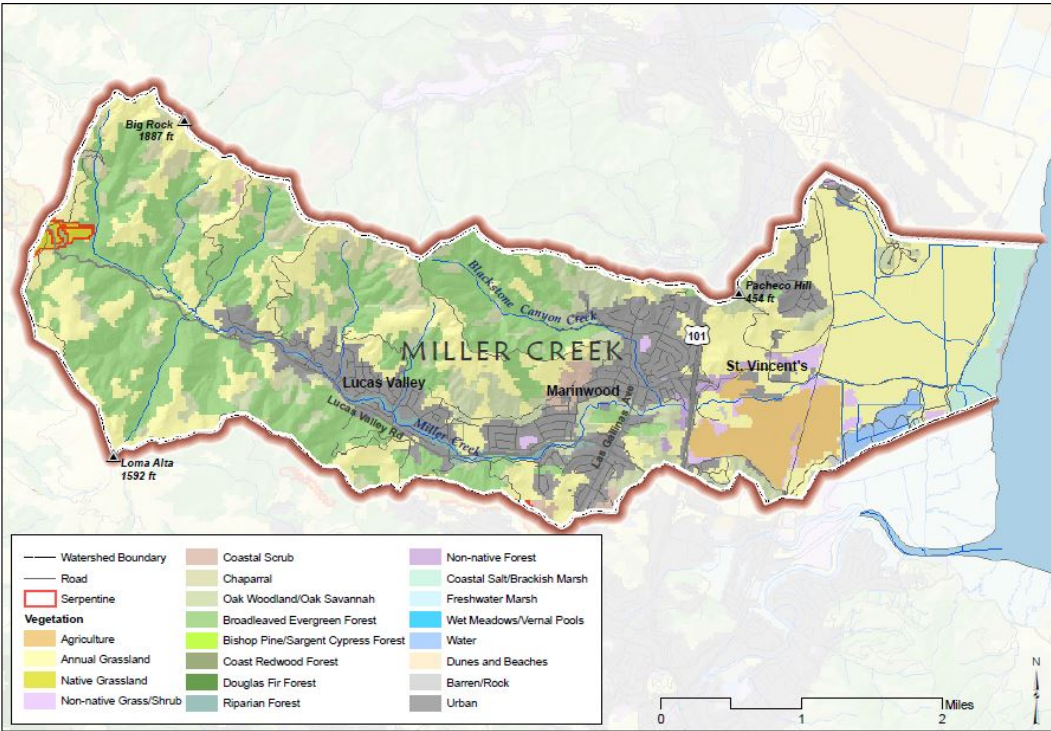 Big Rock
1887 ft
Blackstone Canyon Creek
Pacheco Hill
454 ft
101
MILLER CREEK
St. Vincent's
Lucas Valley
Marinwood
Lucas Valley Rd
Miller Creek
Las Gallinas Ave
Loma Alta
1592 ft
Watershed Boundary
Road
Serpentine
Vegetation
Agriculture
Annual Grassland
Native Grassland
Non-native Grass/Shrub
Coastal Scrub
Chaparral
Oak Woodland/Oak Savannah
Broadleaved Evergreen Forest
Bishop Pine/Sargent Cypress Forest
Coast Redwood Forest
Douglas Fir Forest
Riparian Forest
Non-native Forest
Coastal Salt/Brackish Marsh
Freshwater Marsh
Wet Meadows/Vernal Pools
Water
Dunes and Beaches
Barren/Rock
Urban
N
Miles
0 1 2